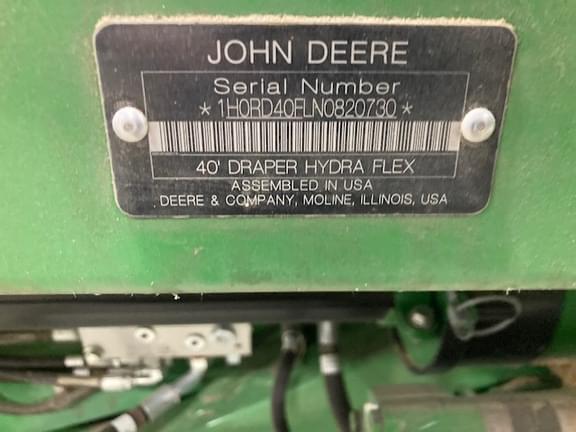 JOHN DEERE
Serial Number
*1H0RD40FLN0820730*
40' DRAPER HYDRA FLEX
ASSEMBLED IN USA
DEERE & COMPANY, MOLINE, ILLINOIS, USA